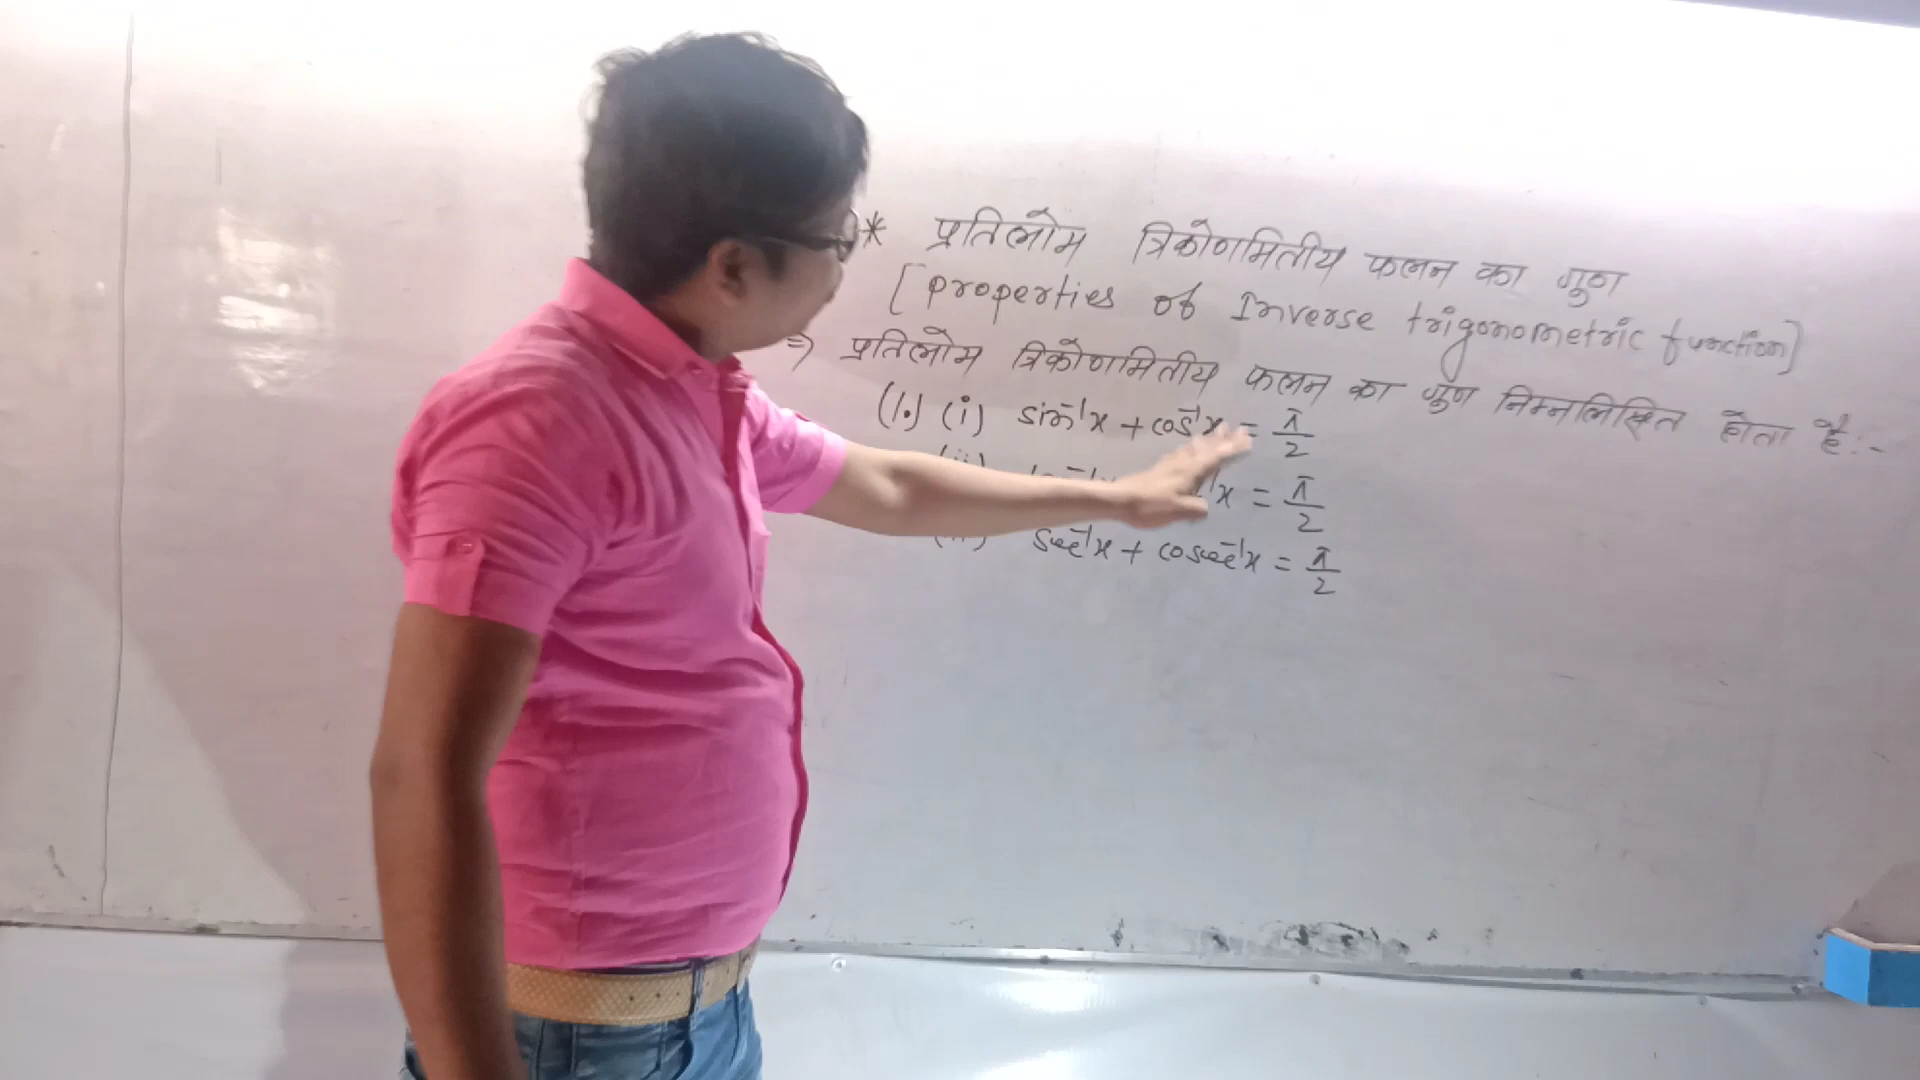 * प्रतिलोम त्रिकोणमितीय फलन का गुण
[properties of Inverse trigonometric function]
=> प्रतिलोम त्रिकोणमितीय फलन का गुण निम्नलिखित होता है:-
(1.) (i) sin⁻¹x + cos⁻¹x = π/2
x = π/2
sec⁻¹x + cosec⁻¹x = π/2